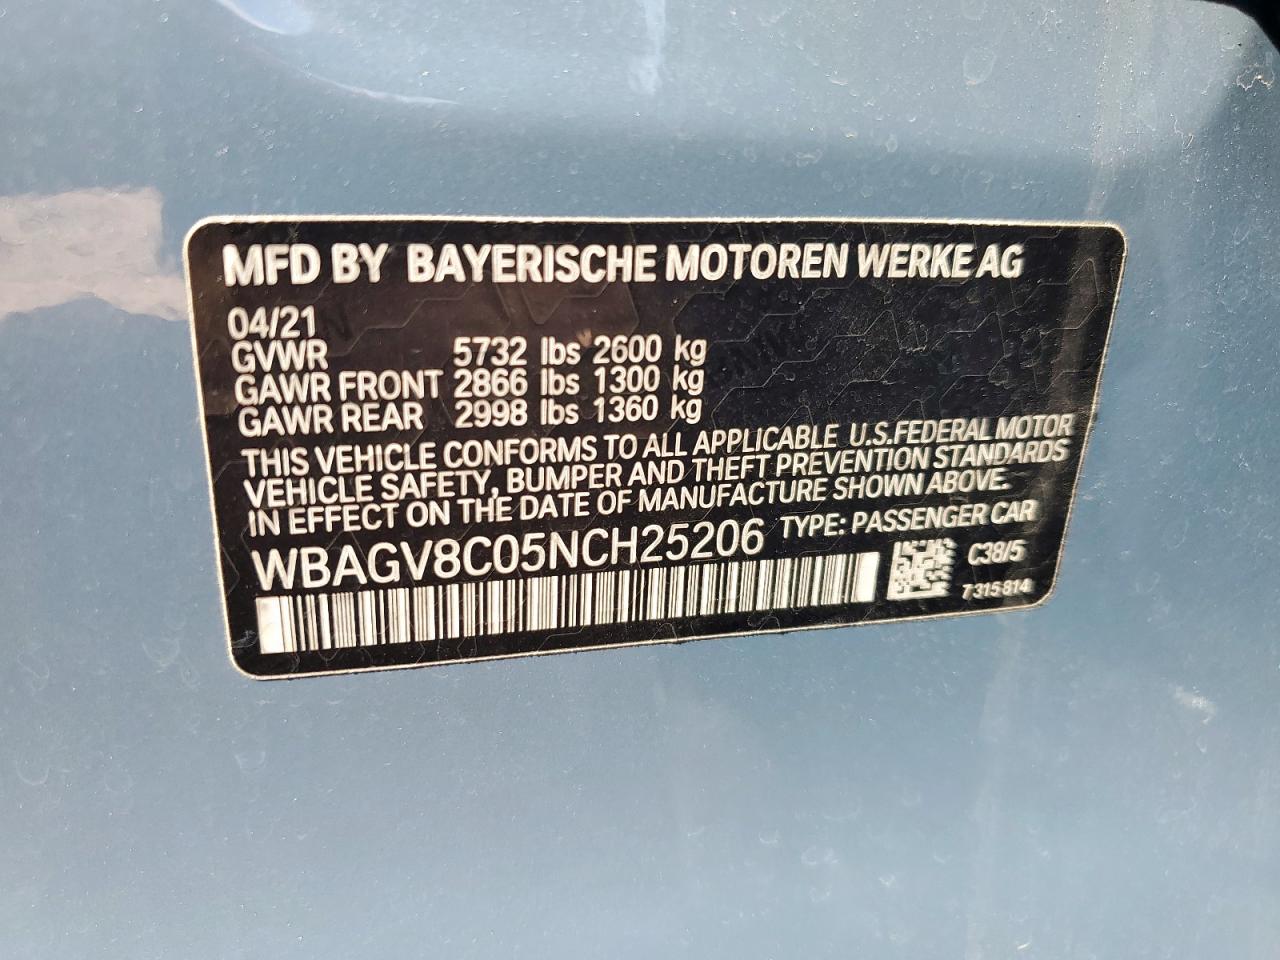 MFD BY BAYERISCHE MOTOREN WERKE AG
04/21
GVWR 5732 lbs 2600 kg
GAWR FRONT 2866 lbs 1300 kg
GAWR REAR 2998 lbs 1360 kg
THIS VEHICLE CONFORMS TO ALL APPLICABLE U.S.FEDERAL MOTOR
VEHICLE SAFETY, BUMPER AND THEFT PREVENTION STANDARDS
IN EFFECT ON THE DATE OF MANUFACTURE SHOWN ABOVE.
WBAGV8C05NCH25206 TYPE: PASSENGER CAR
C38/5
7315814